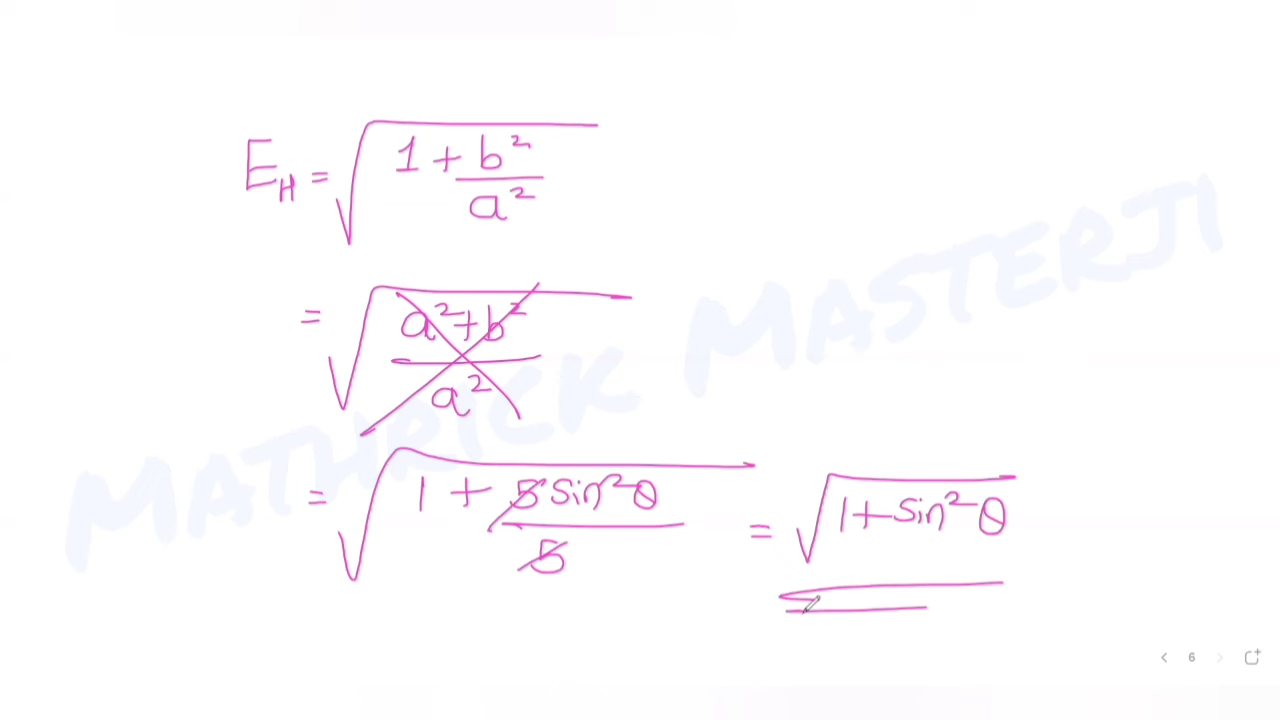 E_H = √(1 + b²/a²)
= √((a² + b²)/a²)
= √(1 + 5 sin²θ/5) = √(1 + sin²θ)
MATHRICK MASTERJI
6